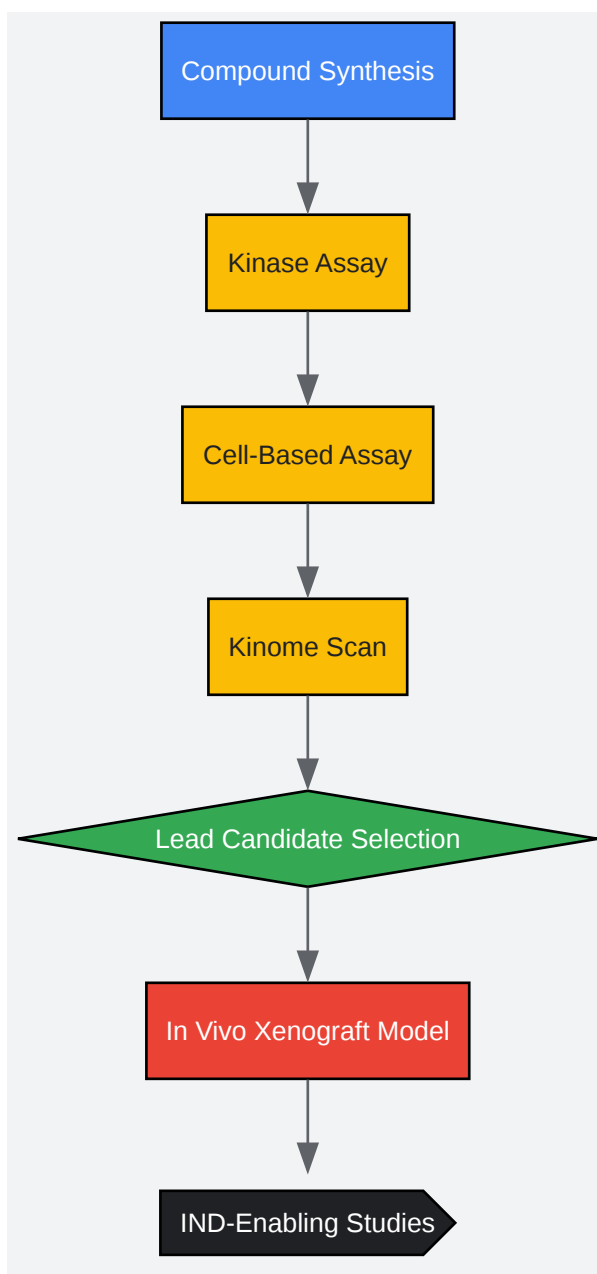 Compound Synthesis
Kinase Assay
Cell-Based Assay
Kinome Scan
Lead Candidate Selection
In Vivo Xenograft Model
IND-Enabling Studies